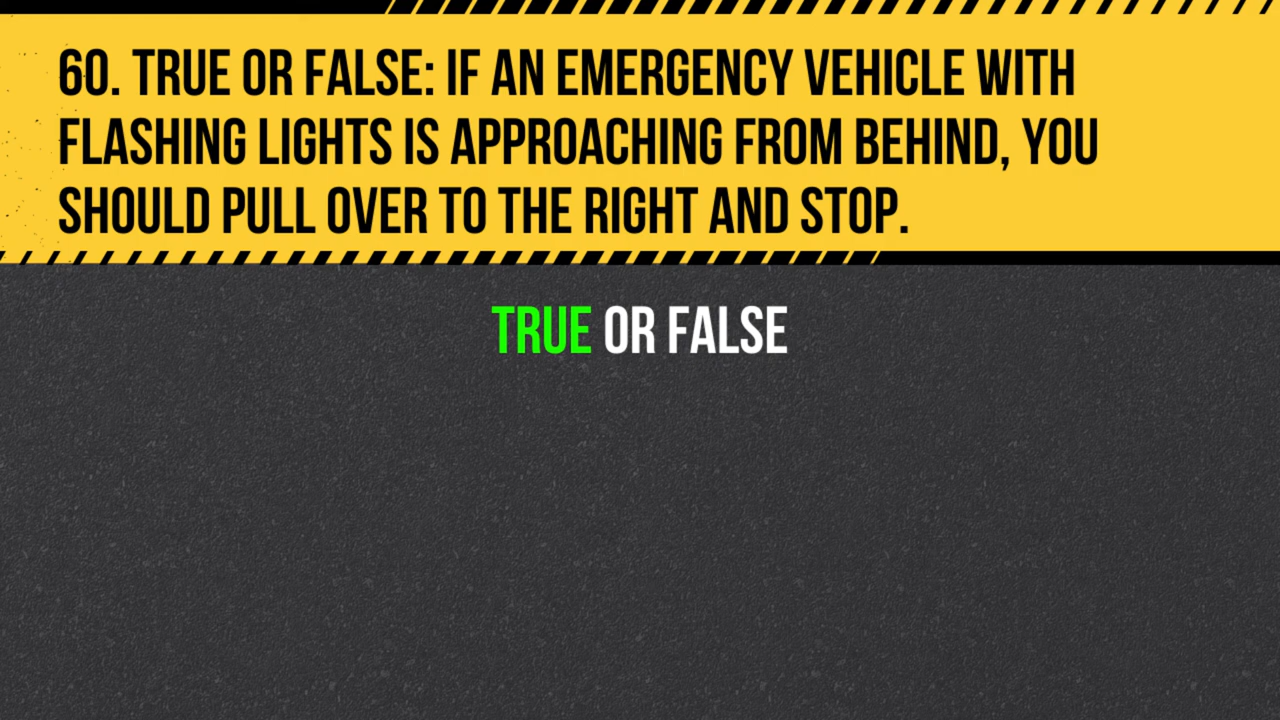 60. TRUE OR FALSE: IF AN EMERGENCY VEHICLE WITH
FLASHING LIGHTS IS APPROACHING FROM BEHIND, YOU
SHOULD PULL OVER TO THE RIGHT AND STOP.
TRUE OR FALSE